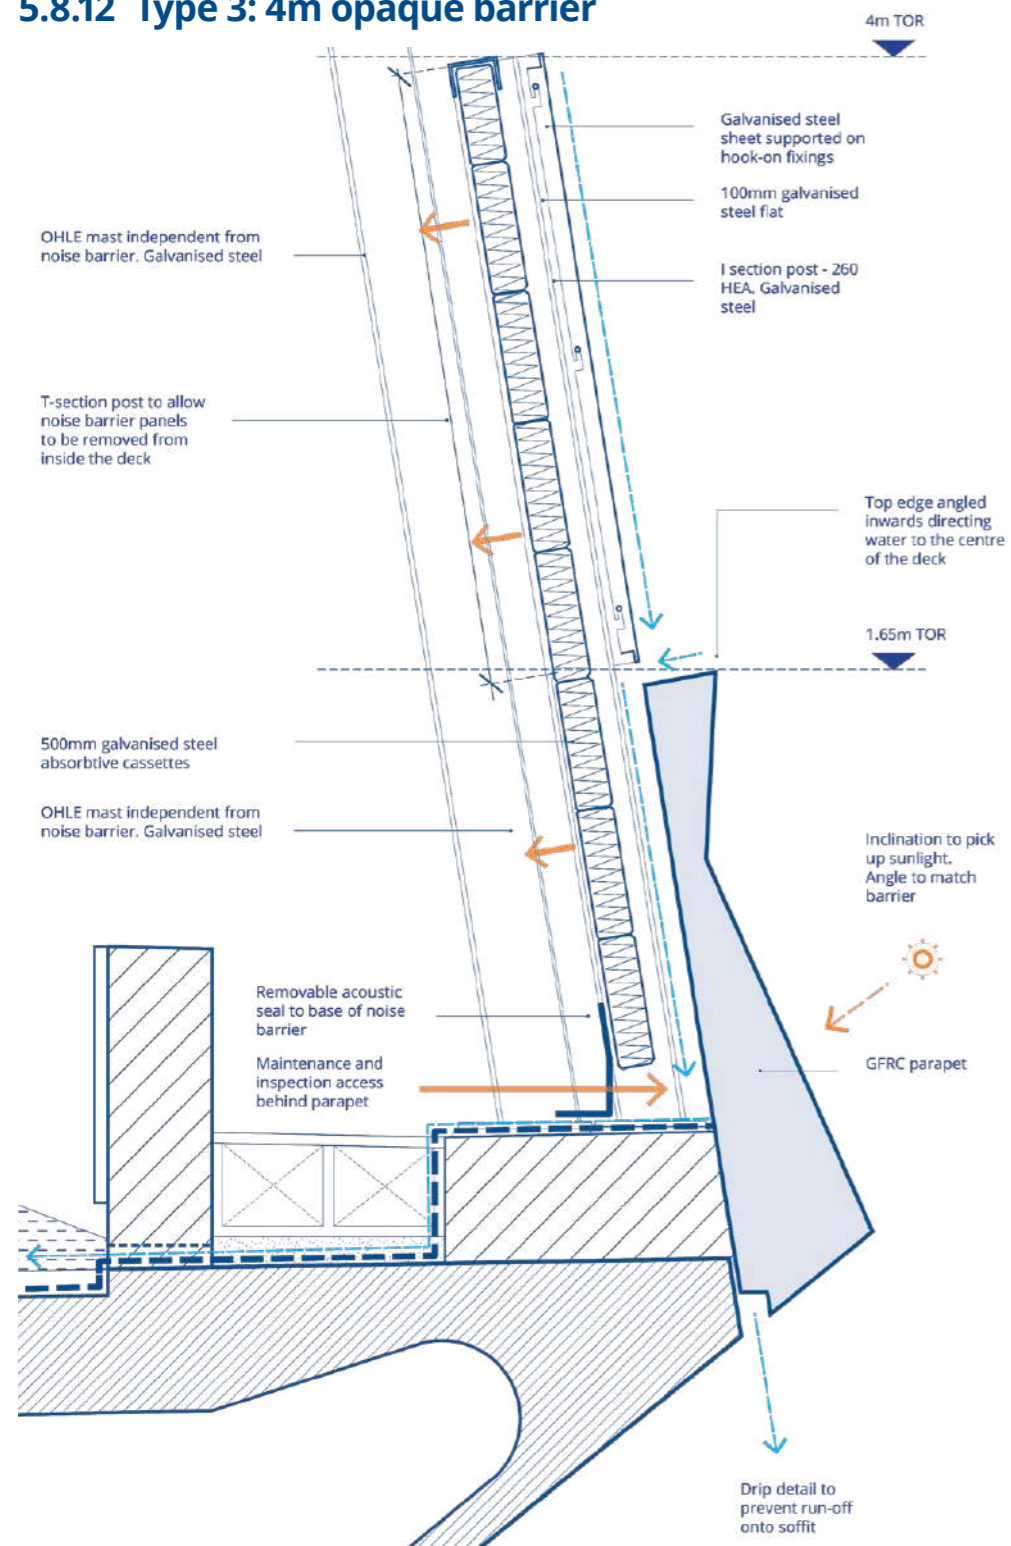 5.8.12 Type 3: 4m opaque barrier
4m TOR
Galvanised steel
sheet supported on
hook-on fixings
100mm galvanised
steel flat
I section post - 260
HEA. Galvanised
steel
OHLE mast independent from
noise barrier. Galvanised steel
T-section post to allow
noise barrier panels
to be removed from
inside the deck
Top edge angled
inwards directing
water to the centre
of the deck
1.65m TOR
500mm galvanised steel
absorbtive cassettes
OHLE mast independent from
noise barrier. Galvanised steel
Inclination to pick
up sunlight.
Angle to match
barrier
Removable acoustic
seal to base of noise
barrier
Maintenance and
inspection access
behind parapet
GFRC parapet
Drip detail to
prevent run-off
onto soffit